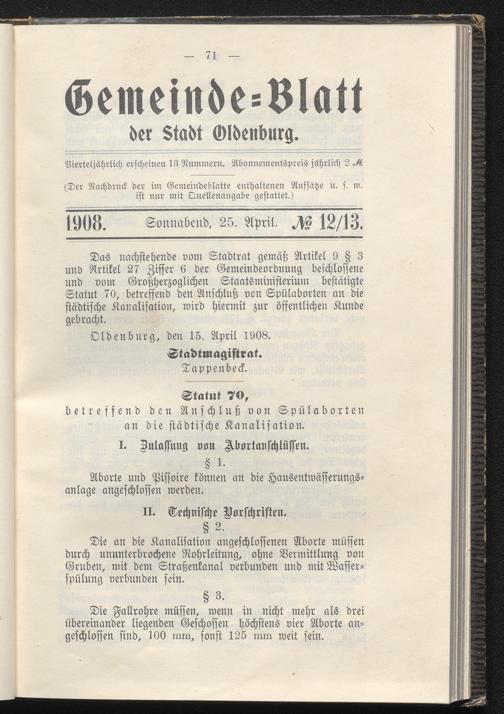 — 71 —
Gemeinde=Blatt
der Stadt Oldenburg.
Vierteljährlich erscheinen 13 Nummern. Abonnementspreis jährlich 2 ℳ
(Der Nachdruck der im Gemeindeblatte enthaltenen Aufsätze u. s. w.
ist nur mit Quellenangabe gestattet.)
1908. Sonnabend, 25. April. № 12/13.
Das nachstehende vom Stadtrat gemäß Artikel 9 § 3
und Artikel 27 Ziffer 6 der Gemeindeordnung beschlossene
und vom Großherzoglichen Staatsministerium bestätigte
Statut 70, betreffend den Anschluß von Spülaborten an die
städtische Kanalisation, wird hiermit zur öffentlichen Kunde
gebracht.
Oldenburg, den 15. April 1908.
Stadtmagistrat.
Tappenbeck.
Statut 70,
betreffend den Anschluß von Spülaborten
an die städtische Kanalisation.
I. Zulassung von Abortanschlüssen.
§ 1.
Aborte und Pissoire können an die Hausentwässerungs=
anlage angeschlossen werden.
II. Technische Vorschriften.
§ 2.
Die an die Kanalisation angeschlossenen Aborte müssen
durch ununterbrochene Rohrleitung, ohne Vermittlung von
Gruben, mit dem Straßenkanal verbunden und mit Wasser=
spülung verbunden sein.
§ 3.
Die Fallrohre müssen, wenn in nicht mehr als drei
übereinander liegenden Geschossen höchstens vier Aborte an=
geschlossen sind, 100 mm, sonst 125 mm weit sein.